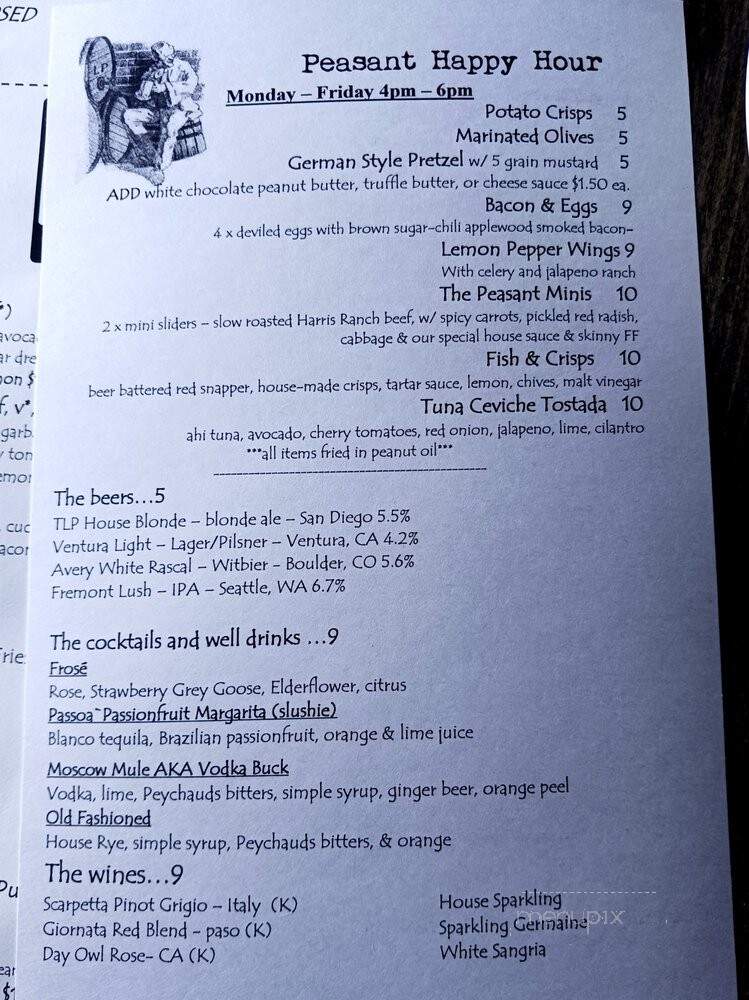 SED
LP
Peasant Happy Hour
Monday – Friday 4pm – 6pm
Potato Crisps 5
Marinated Olives 5
German Style Pretzel w/ 5 grain mustard 5
ADD white chocolate peanut butter, truffle butter, or cheese sauce $1.50 ea.
Bacon & Eggs 9
4 x deviled eggs with brown sugar-chili applewood smoked bacon-
Lemon Pepper Wings 9
With celery and jalapeno ranch
The Peasant Minis 10
2 x mini sliders – slow roasted Harris Ranch beef, w/ spicy carrots, pickled red radish,
cabbage & our special house sauce & skinny FF
Fish & Crisps 10
beer battered red snapper, house-made crisps, tartar sauce, lemon, chives, malt vinegar
Tuna Ceviche Tostada 10
ahi tuna, avocado, cherry tomatoes, red onion, jalapeno, lime, cilantro
***all items fried in peanut oil***
The beers...5
TLP House Blonde – blonde ale – San Diego 5.5%
Ventura Light – Lager/Pilsner – Ventura, CA 4.2%
Avery White Rascal – Witbier – Boulder, CO 5.6%
Fremont Lush – IPA – Seattle, WA 6.7%
The cocktails and well drinks ...9
Frosé
Rose, Strawberry Grey Goose, Elderflower, citrus
Passoa~Passionfruit Margarita (slushie)
Blanco tequila, Brazilian passionfruit, orange & lime juice
Moscow Mule AKA Vodka Buck
Vodka, lime, Peychauds bitters, simple syrup, ginger beer, orange peel
Old Fashioned
House Rye, simple syrup, Peychauds bitters, & orange
The wines...9
Scarpetta Pinot Grigio – Italy (K)
Giornata Red Blend – paso (K)
Day Owl Rose– CA (K)
House Sparkling
Sparkling Germaine
White Sangria
menupix